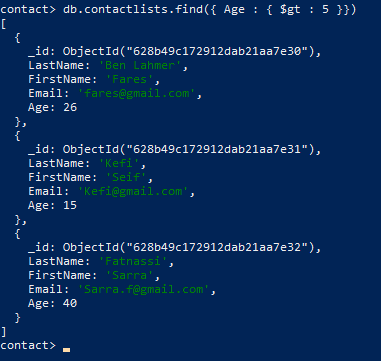 contact> db.contactlists.find({ Age : { $gt : 5 }})
[
  {
    _id: ObjectId("628b49c172912dab21aa7e30"),
    LastName: 'Ben Lahmer',
    FirstName: 'Fares',
    Email: 'fares@gmail.com',
    Age: 26
  },
  {
    _id: ObjectId("628b49c172912dab21aa7e31"),
    LastName: 'Kefi',
    FirstName: 'Seif',
    Email: 'Kefi@gmail.com',
    Age: 15
  },
  {
    _id: ObjectId("628b49c172912dab21aa7e32"),
    LastName: 'Fatnassi',
    FirstName: 'Sarra',
    Email: 'Sarra.f@gmail.com',
    Age: 40
  }
]
contact>